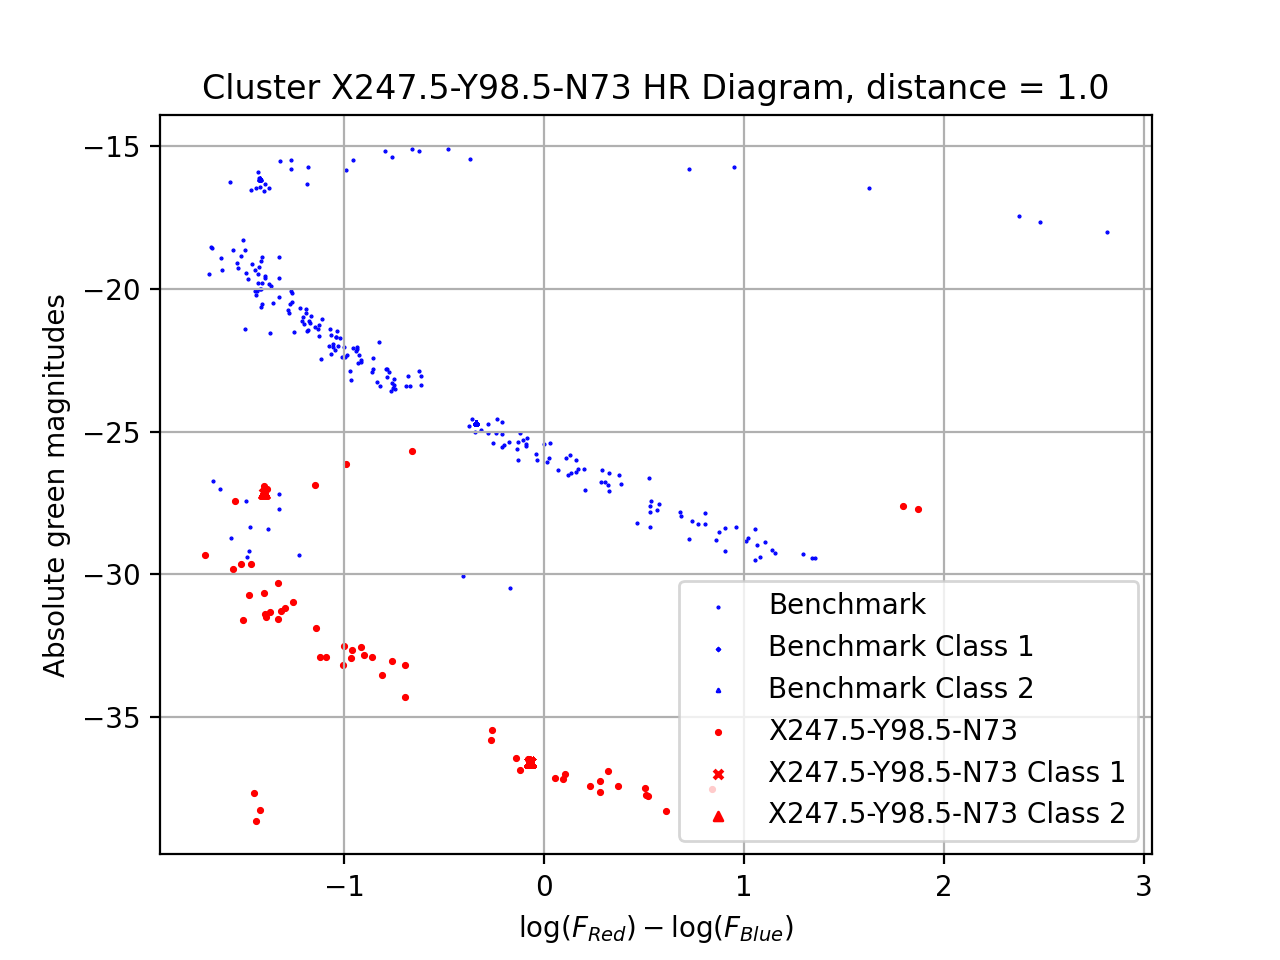 Cluster X247.5-Y98.5-N73 HR Diagram, distance = 1.0
Absolute green magnitudes
−15
−20
−25
−30
−35
Benchmark
Benchmark Class 1
Benchmark Class 2
X247.5-Y98.5-N73
X247.5-Y98.5-N73 Class 1
X247.5-Y98.5-N73 Class 2
−1 0 1 2 3
log(F_Red) − log(F_Blue)